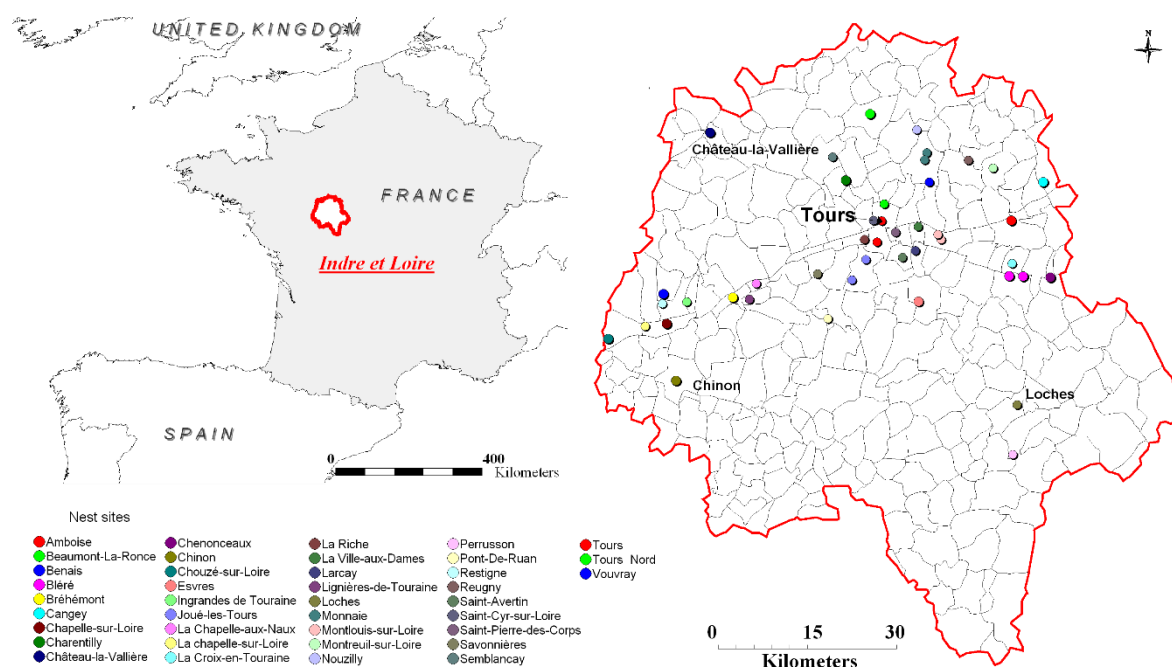 UNITED KINGDOM
FRANCE
Indre et Loire
SPAIN
0 400
Kilometers
N
Château-la-Vallière
Tours
Chinon
Loches
0 15 30
Kilometers
Nest sites
Amboise
Beaumont-La-Ronce
Benais
Bléré
Bréhémont
Cangey
Chapelle-sur-Loire
Charentilly
Château-la-Vallière
Chenonceaux
Chinon
Chouzé-sur-Loire
Esvres
Ingrandes de Touraine
Joué-les-Tours
La Chapelle-aux-Naux
La chapelle-sur-Loire
La Croix-en-Touraine
La Riche
La Ville-aux-Dames
Larcay
Lignières-de-Touraine
Loches
Monnaie
Montlouis-sur-Loire
Montreuil-sur-Loire
Nouzilly
Perrusson
Pont-De-Ruan
Restigne
Reugny
Saint-Avertin
Saint-Cyr-sur-Loire
Saint-Pierre-des-Corps
Savonnières
Semblancay
Tours
Tours Nord
Vouvray